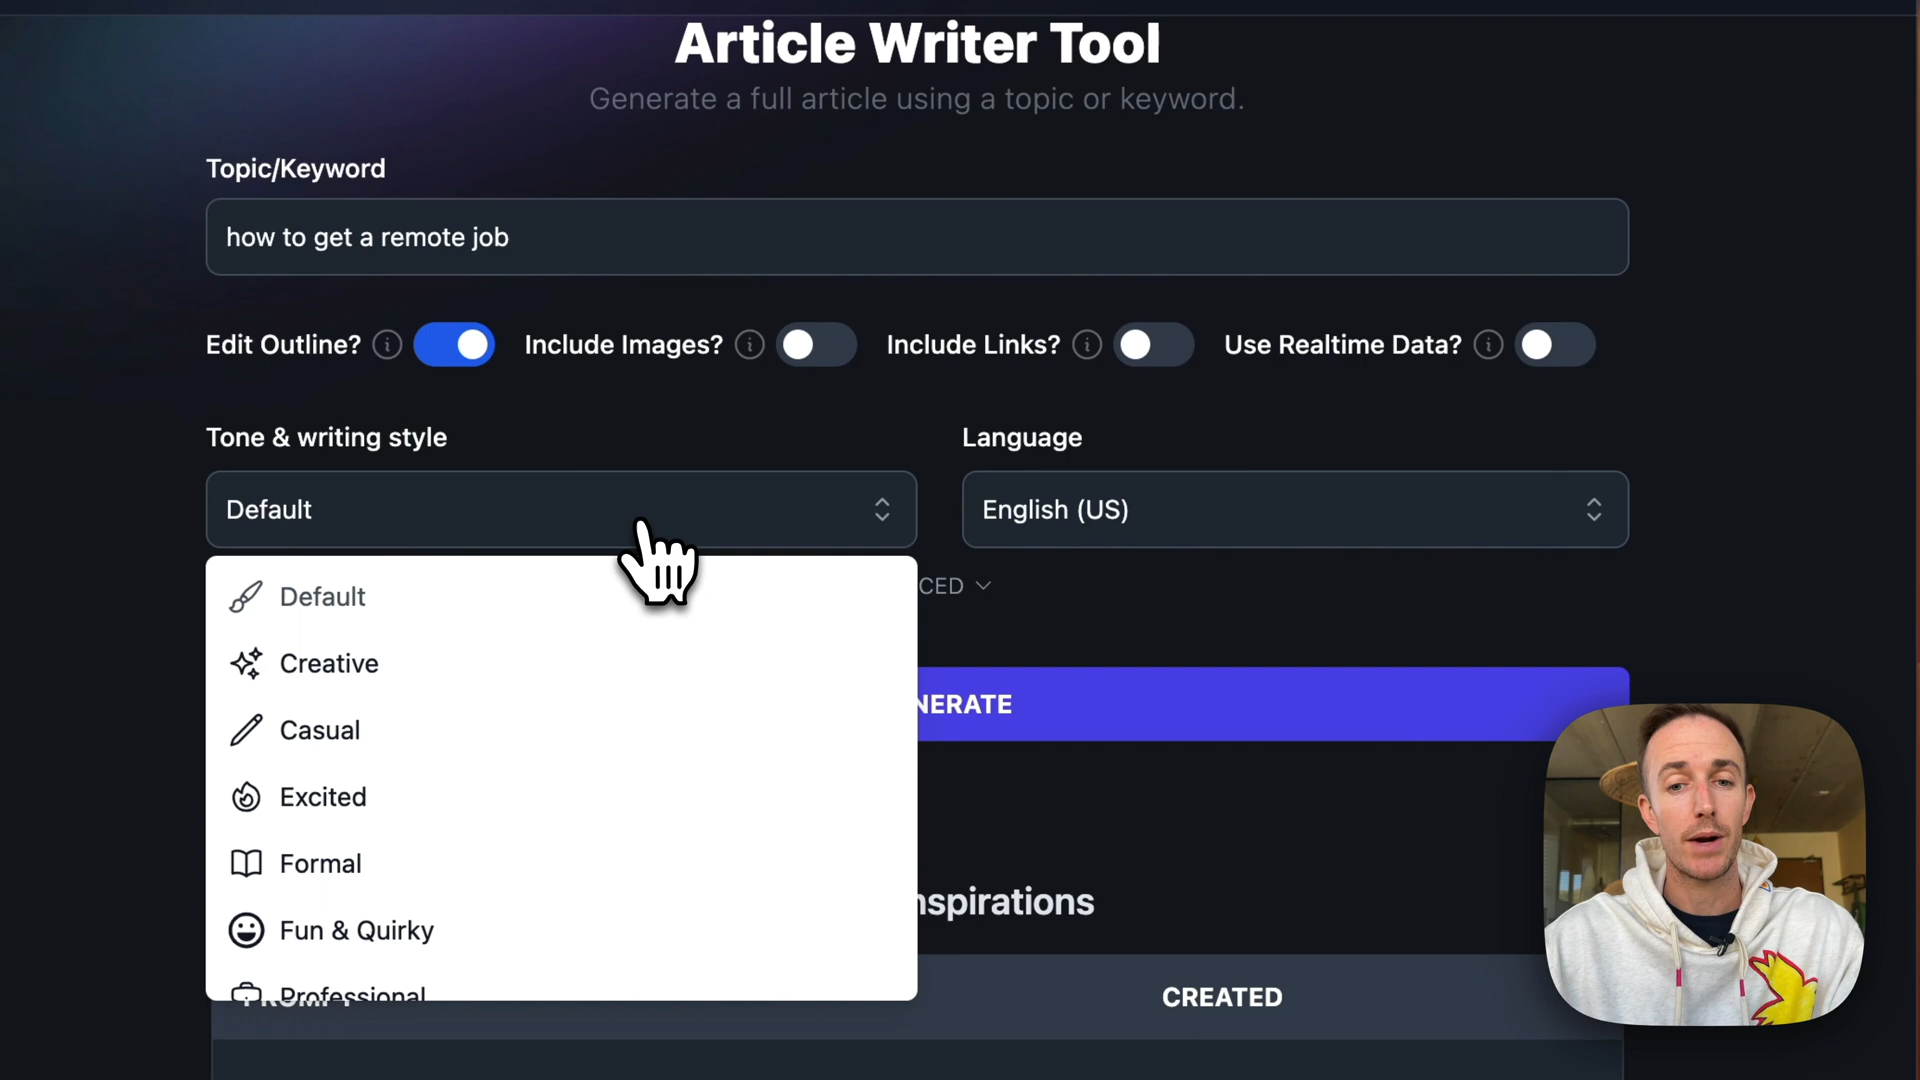 Article Writer Tool
Generate a full article using a topic or keyword.
Topic/Keyword
how to get a remote job
Edit Outline? Include Images? Include Links? Use Realtime Data?
Tone & writing style Language
Default English (US)
CED
Default
Creative
NERATE
Casual
Excited
Formal
nspirations
Fun & Quirky
Professional
CREATED